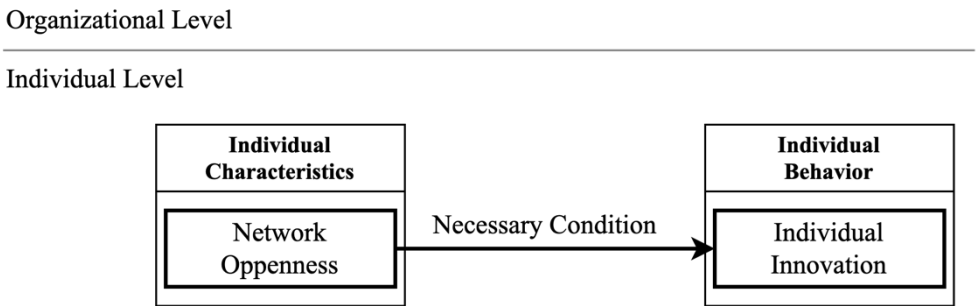 Organizational Level
Individual Level
Individual
Characteristics
Individual
Behavior
Network
Oppenness
Necessary Condition
Individual
Innovation